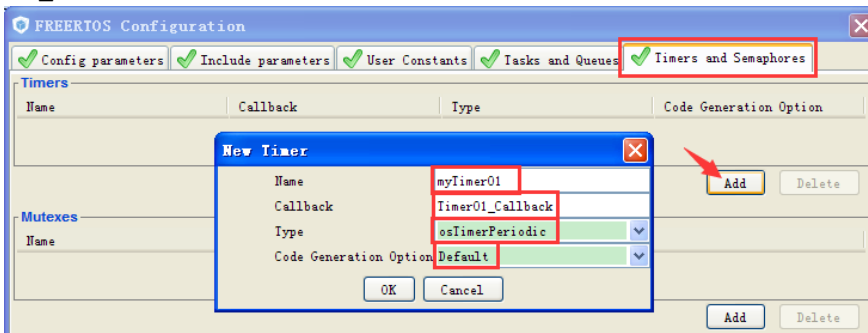 FREERTOS Configuration
Config parameters Include parameters User Constants Tasks and Queues Timers and Semaphores
Timers
Name Callback Type Code Generation Option
New Timer
Name myTimer01
Add Delete
Callback Timer01_Callback
Mutexes
Type osTimerPeriodic
Name
Code Generation Option Default
OK Cancel
Add Delete